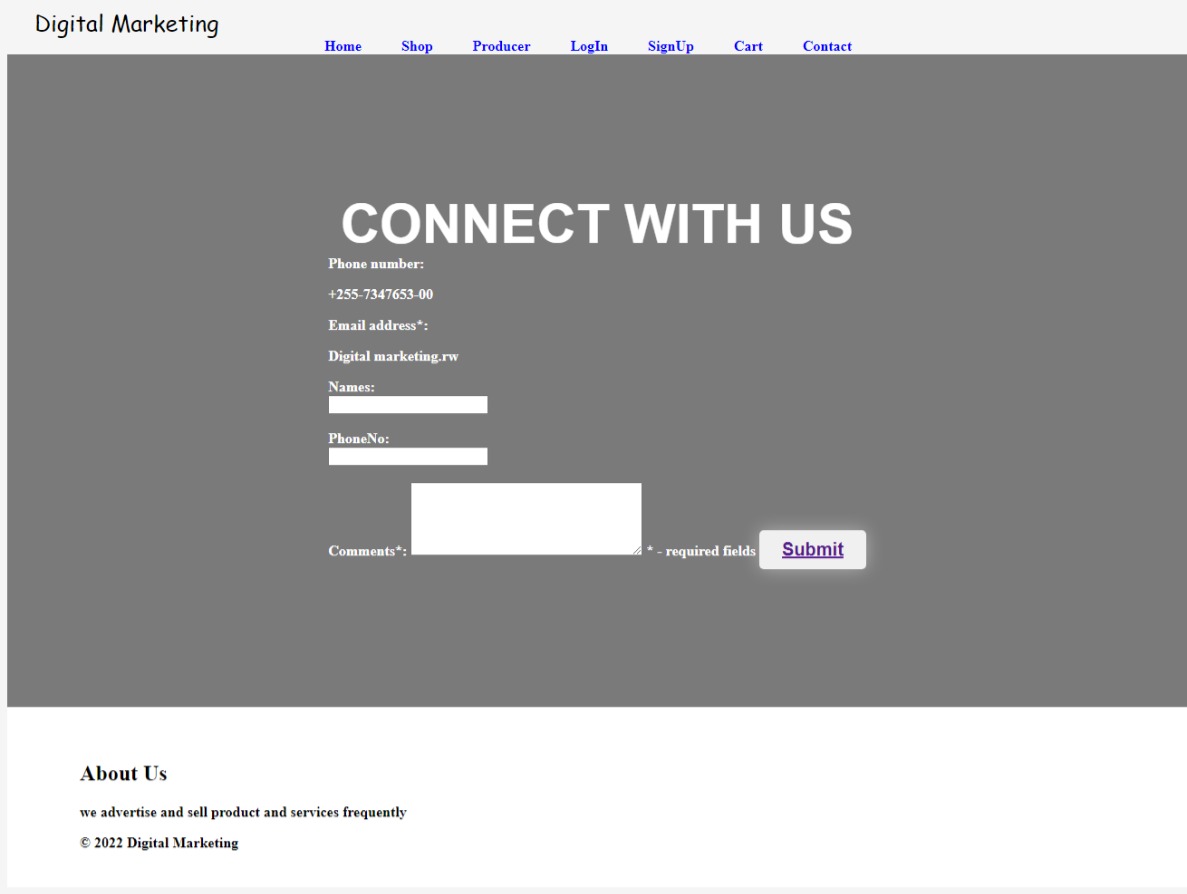 Digital Marketing
Home Shop Producer LogIn SignUp Cart Contact
CONNECT WITH US
Phone number:
+255-7347653-00
Email address*:
Digital marketing.rw
Names:
PhoneNo:
Comments*: * - required fields Submit
About Us
we advertise and sell product and services frequently
© 2022 Digital Marketing